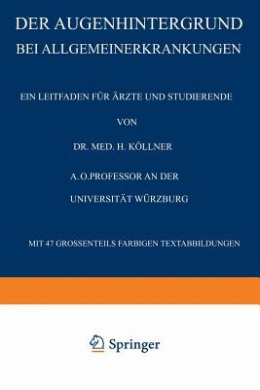 DER AUGENHINTERGRUND
BEI ALLGEMEINERKRANKUNGEN
EIN LEITFADEN FÜR ÄRZTE UND STUDIERENDE
VON
DR. MED. H. KÖLLNER
A.O.PROFESSOR AN DER
UNIVERSITÄT WÜRZBURG
MIT 47 GROSSENTEILS FARBIGEN TEXTABBILDUNGEN
Springer